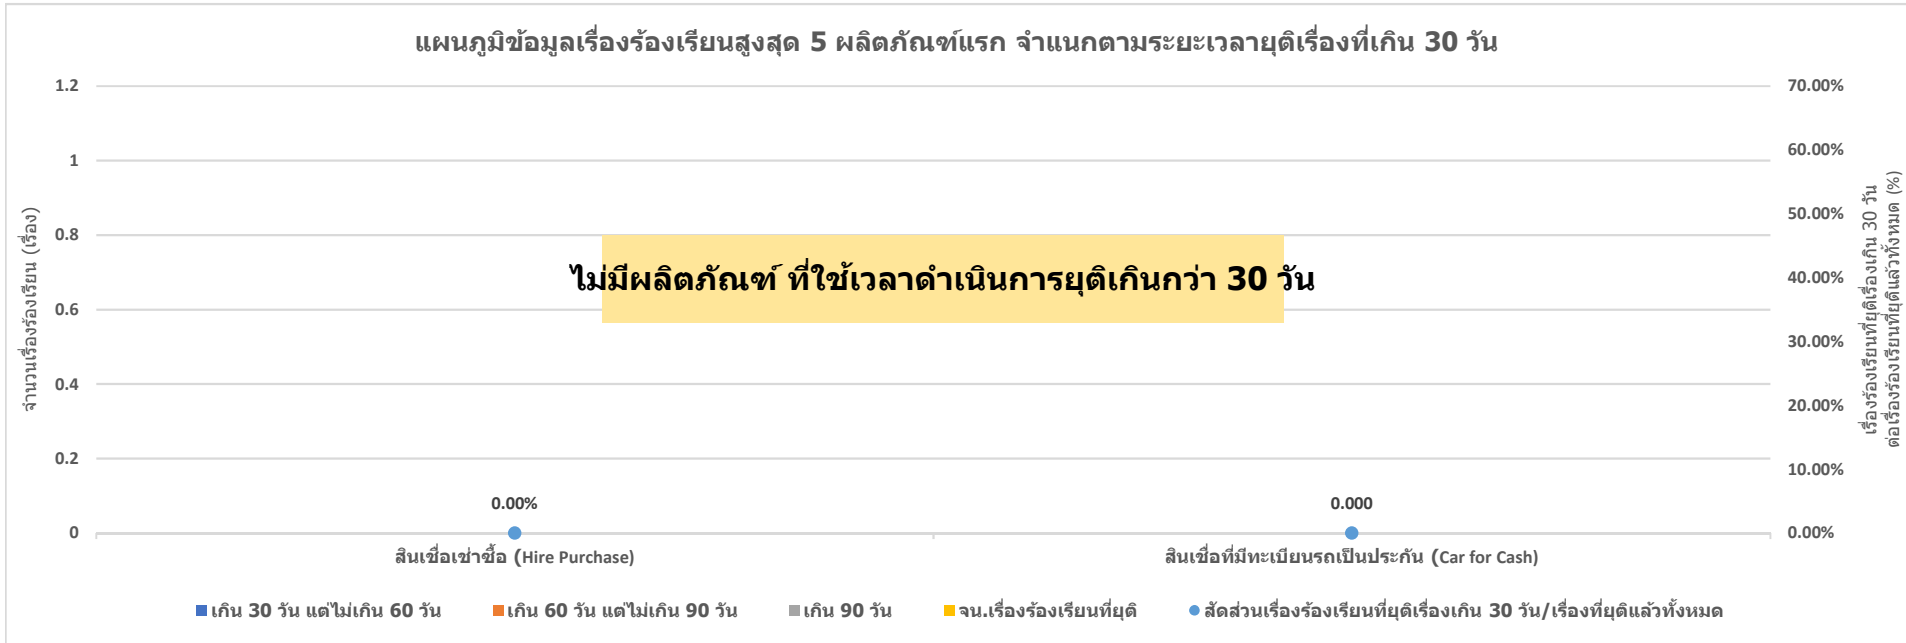 แผนภูมิข้อมูลเรื่องร้องเรียนสูงสุด 5 ผลิตภัณฑ์แรก จำแนกตามระยะเวลายุติเรื่องที่เกิน 30 วัน
1.2
1
0.8
0.6
0.4
0.2
0
จำนวนเรื่องร้องเรียน (เรื่อง)
70.00%
60.00%
50.00%
40.00%
30.00%
20.00%
10.00%
0.00%
เรื่องร้องเรียนที่ยุติเรื่องเกิน 30 วัน
ต่อเรื่องร้องเรียนที่ยุติแล้วทั้งหมด (%)
ไม่มีผลิตภัณฑ์ ที่ใช้เวลาดำเนินการยุติเกินกว่า 30 วัน
0.00%
0.000
สินเชื่อเช่าซื้อ (Hire Purchase)
สินเชื่อที่มีทะเบียนรถเป็นประกัน (Car for Cash)
เกิน 30 วัน แต่ไม่เกิน 60 วัน
เกิน 60 วัน แต่ไม่เกิน 90 วัน
เกิน 90 วัน
จน.เรื่องร้องเรียนที่ยุติ
สัดส่วนเรื่องร้องเรียนที่ยุติเรื่องเกิน 30 วัน/เรื่องที่ยุติแล้วทั้งหมด